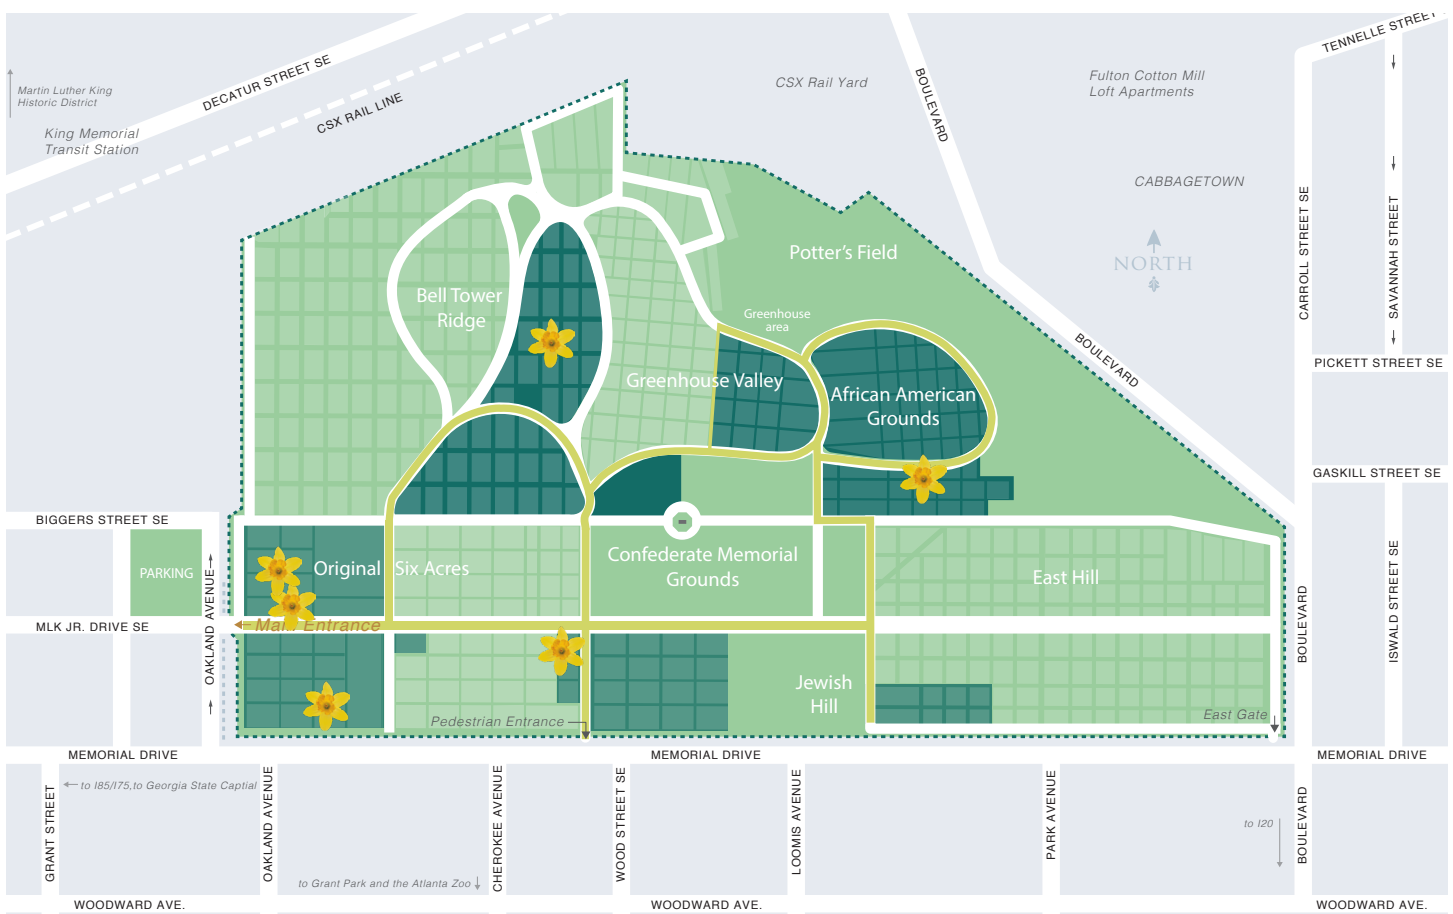 TENNELLE STREET
DECATUR STREET SE
CSX RAIL LINE
Martin Luther King
Historic District
King Memorial
Transit Station
CSX Rail Yard
BOULEVARD
Fulton Cotton Mill
Loft Apartments
CABBAGETOWN
NORTH
CARROLL STREET SE
SAVANNAH STREET
Potter's Field
Bell Tower
Ridge
Greenhouse
area
Greenhouse Valley
African American
Grounds
BOULEVARD
PICKETT STREET SE
GASKILL STREET SE
BIGGERS STREET SE
PARKING
OAKLAND AVENUE
Original Six Acres
Confederate Memorial
Grounds
East Hill
MLK JR. DRIVE SE
Main Entrance
BOULEVARD
ISWALD STREET SE
Jewish
Hill
Pedestrian Entrance
East Gate
MEMORIAL DRIVE
MEMORIAL DRIVE
MEMORIAL DRIVE
to I85/I75,to Georgia State Captial
GRANT STREET
OAKLAND AVENUE
CHEROKEE AVENUE
WOOD STREET SE
LOOMIS AVENUE
PARK AVENUE
to I20
BOULEVARD
to Grant Park and the Atlanta Zoo
WOODWARD AVE.
WOODWARD AVE.
WOODWARD AVE.